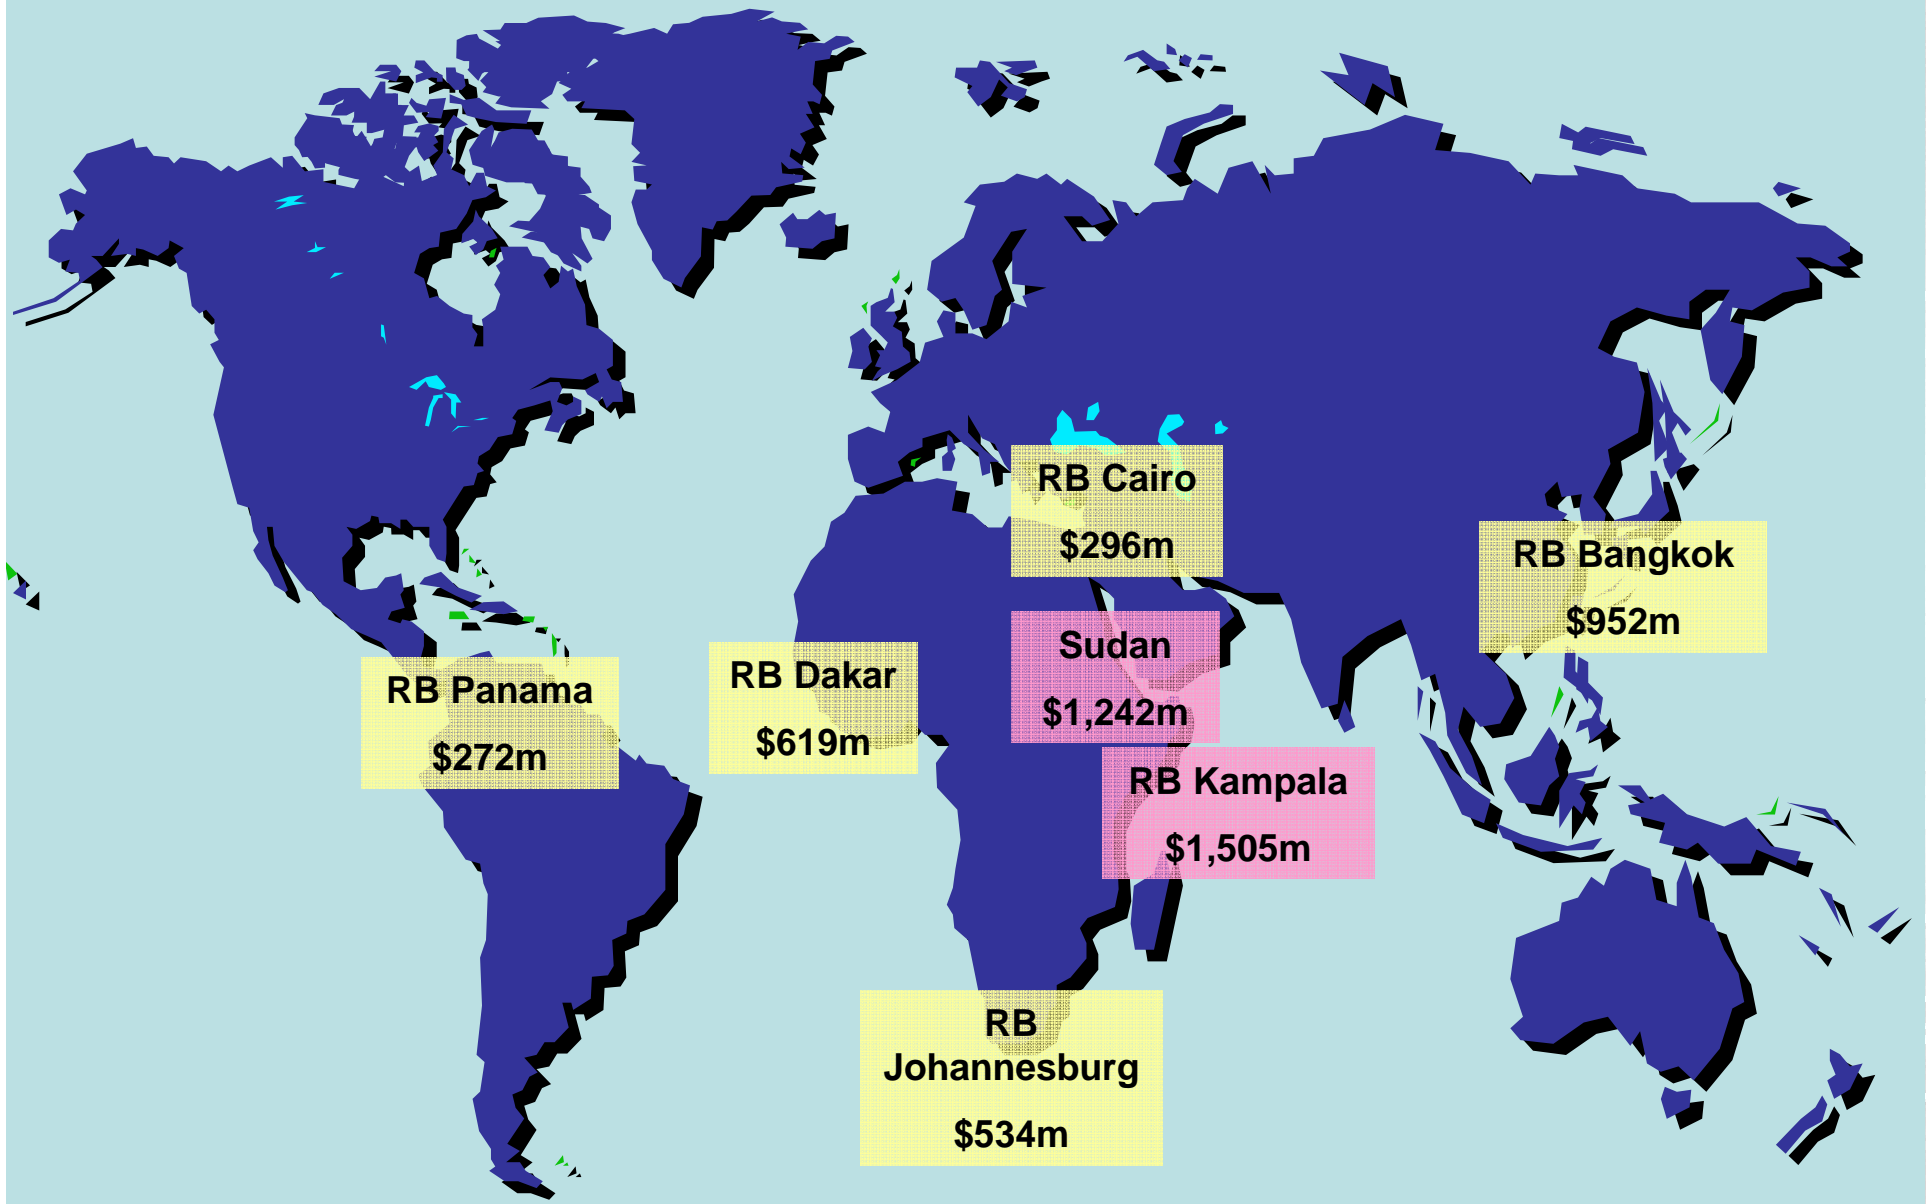 RB Cairo
$296m
RB Bangkok
$952m
Sudan
$1,242m
RB Dakar
$619m
RB Panama
$272m
RB Kampala
$1,505m
RB
Johannesburg
$534m